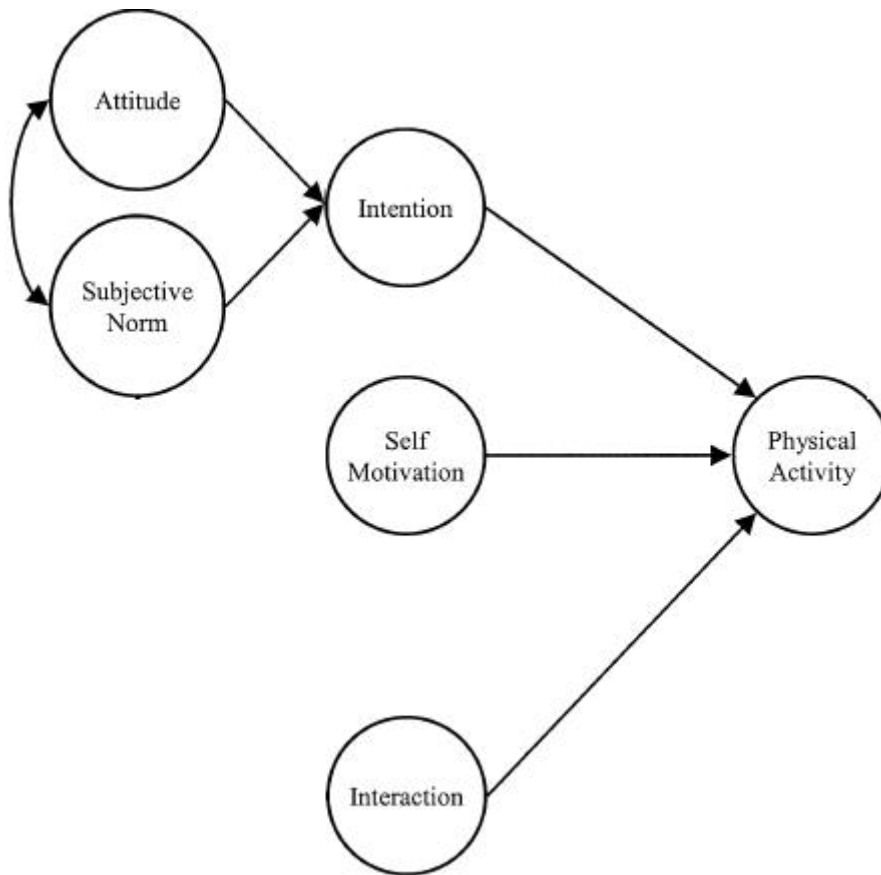 Attitude
Intention
Subjective
Norm
Self
Motivation
Physical
Activity
Interaction